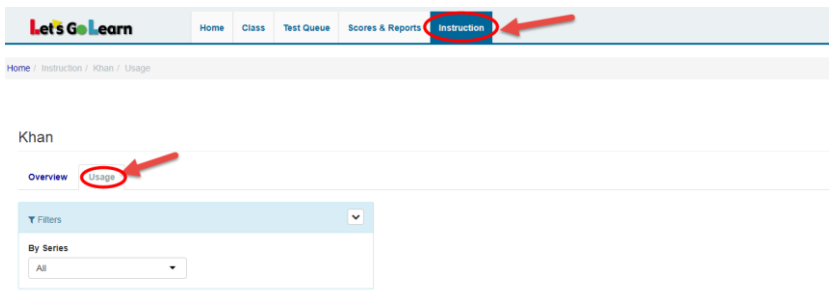 Let's Go Learn Home Class Test Queue Scores & Reports Instruction
Home / Instruction / Khan / Usage
Khan
Overview Usage
Filters
By Series
All